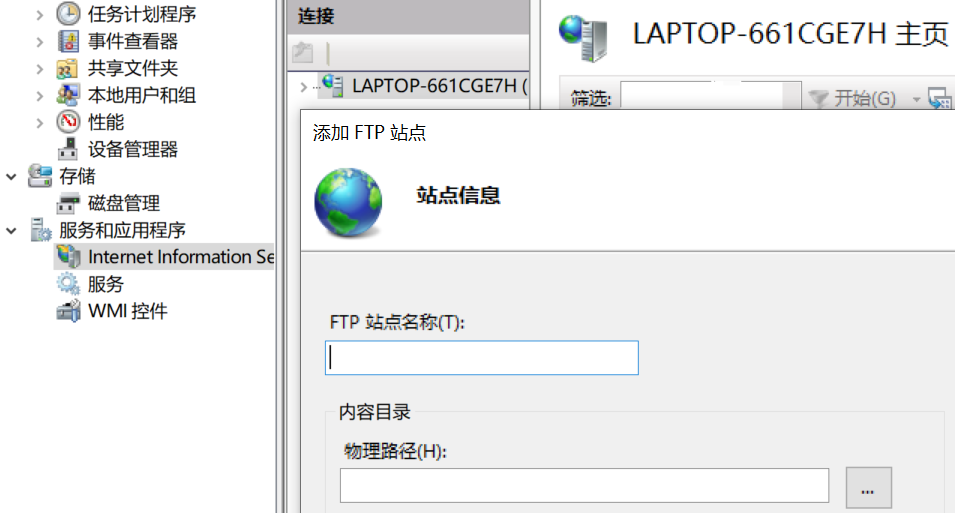 任务计划程序
事件查看器
共享文件夹
本地用户和组
性能
设备管理器
存储
磁盘管理
服务和应用程序
Internet Information Se
服务
WMI 控件
连接
LAPTOP-661CGE7H (
LAPTOP-661CGE7H 主页
筛选:
开始(G)
添加 FTP 站点
站点信息
FTP 站点名称(T):
内容目录
物理路径(H):
...